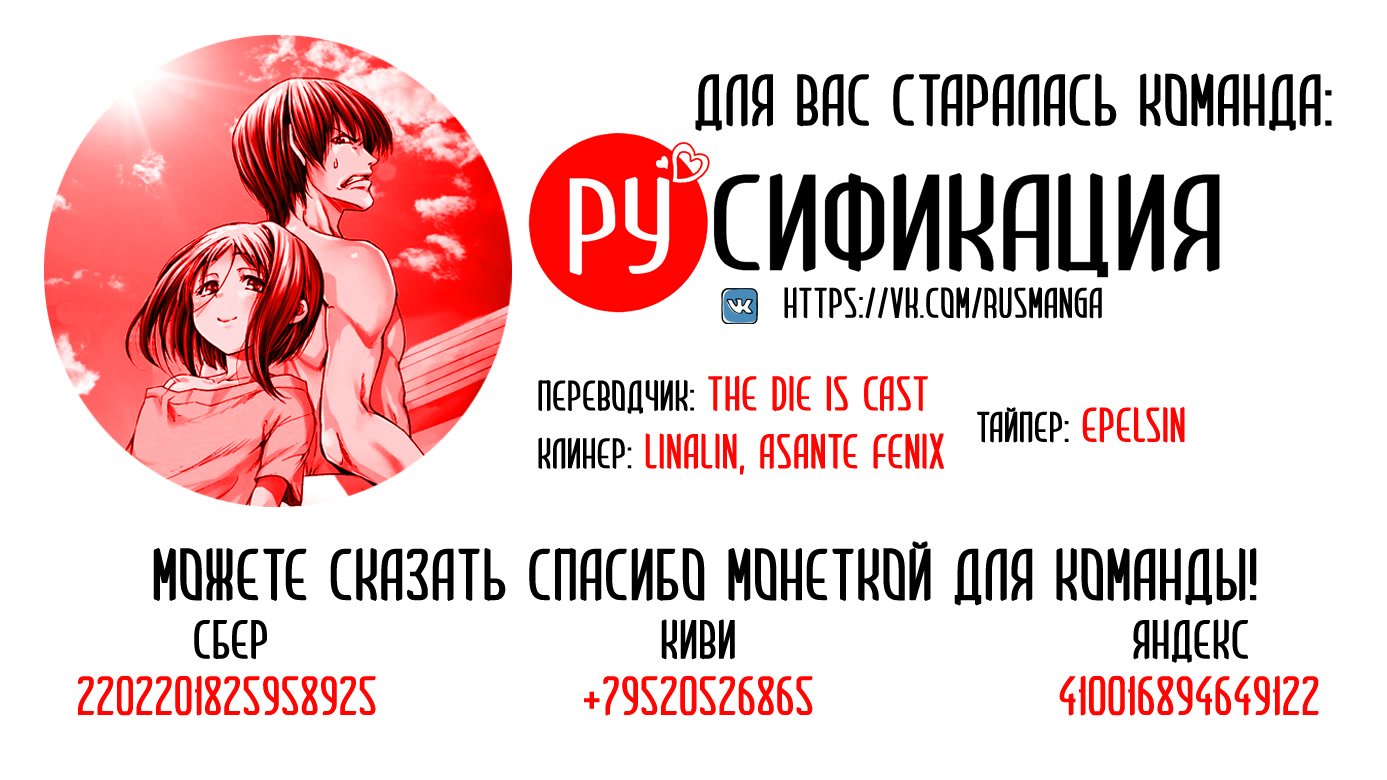 ДЛЯ ВАС СТАРАЛАСЬ КОМАНДА:
РУСИФИКАЦИЯ
VK HTTPS://VK.COM/RUSMANGA
ПЕРЕВОДЧИК: THE DIE IS CAST
КЛИНЕР: LINALIN, ASANTE FENIX
ТАЙПЕР: EPELSIN
МОЖЕТЕ СКАЗАТЬ СПАСИБО МОНЕТКОЙ ДЛЯ КОМАНДЫ!
СБЕР
2202201825958925
КИВИ
+79520526865
ЯНДЕКС
410016894649122